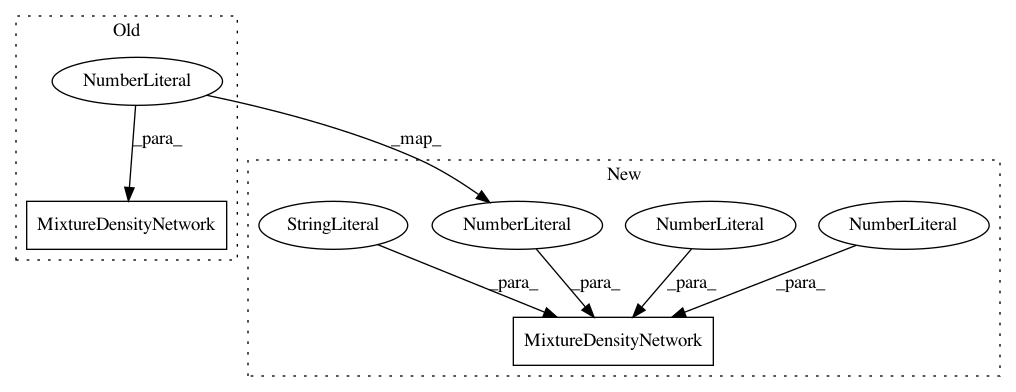 Old
NumberLiteral
_para_
_map_
MixtureDensityNetwork
New
StringLiteral
NumberLiteral
NumberLiteral
NumberLiteral
_para_
_para_
_para_
_para_
MixtureDensityNetwork